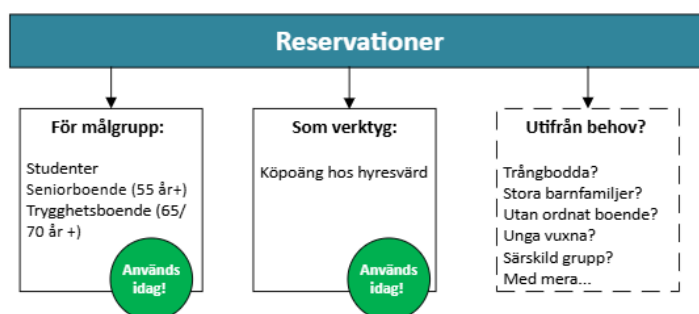 Reservationer
För målgrupp:
Studenter
Seniorboende (55 år+)
Trygghetsboende (65/
70 år +)
Används
idag!
Som verktyg:
Köpoäng hos hyresvärd
Används
idag!
Utifrån behov?
Trångbodda?
Stora barnfamiljer?
Utan ordnat boende?
Unga vuxna?
Särskild grupp?
Med mera...